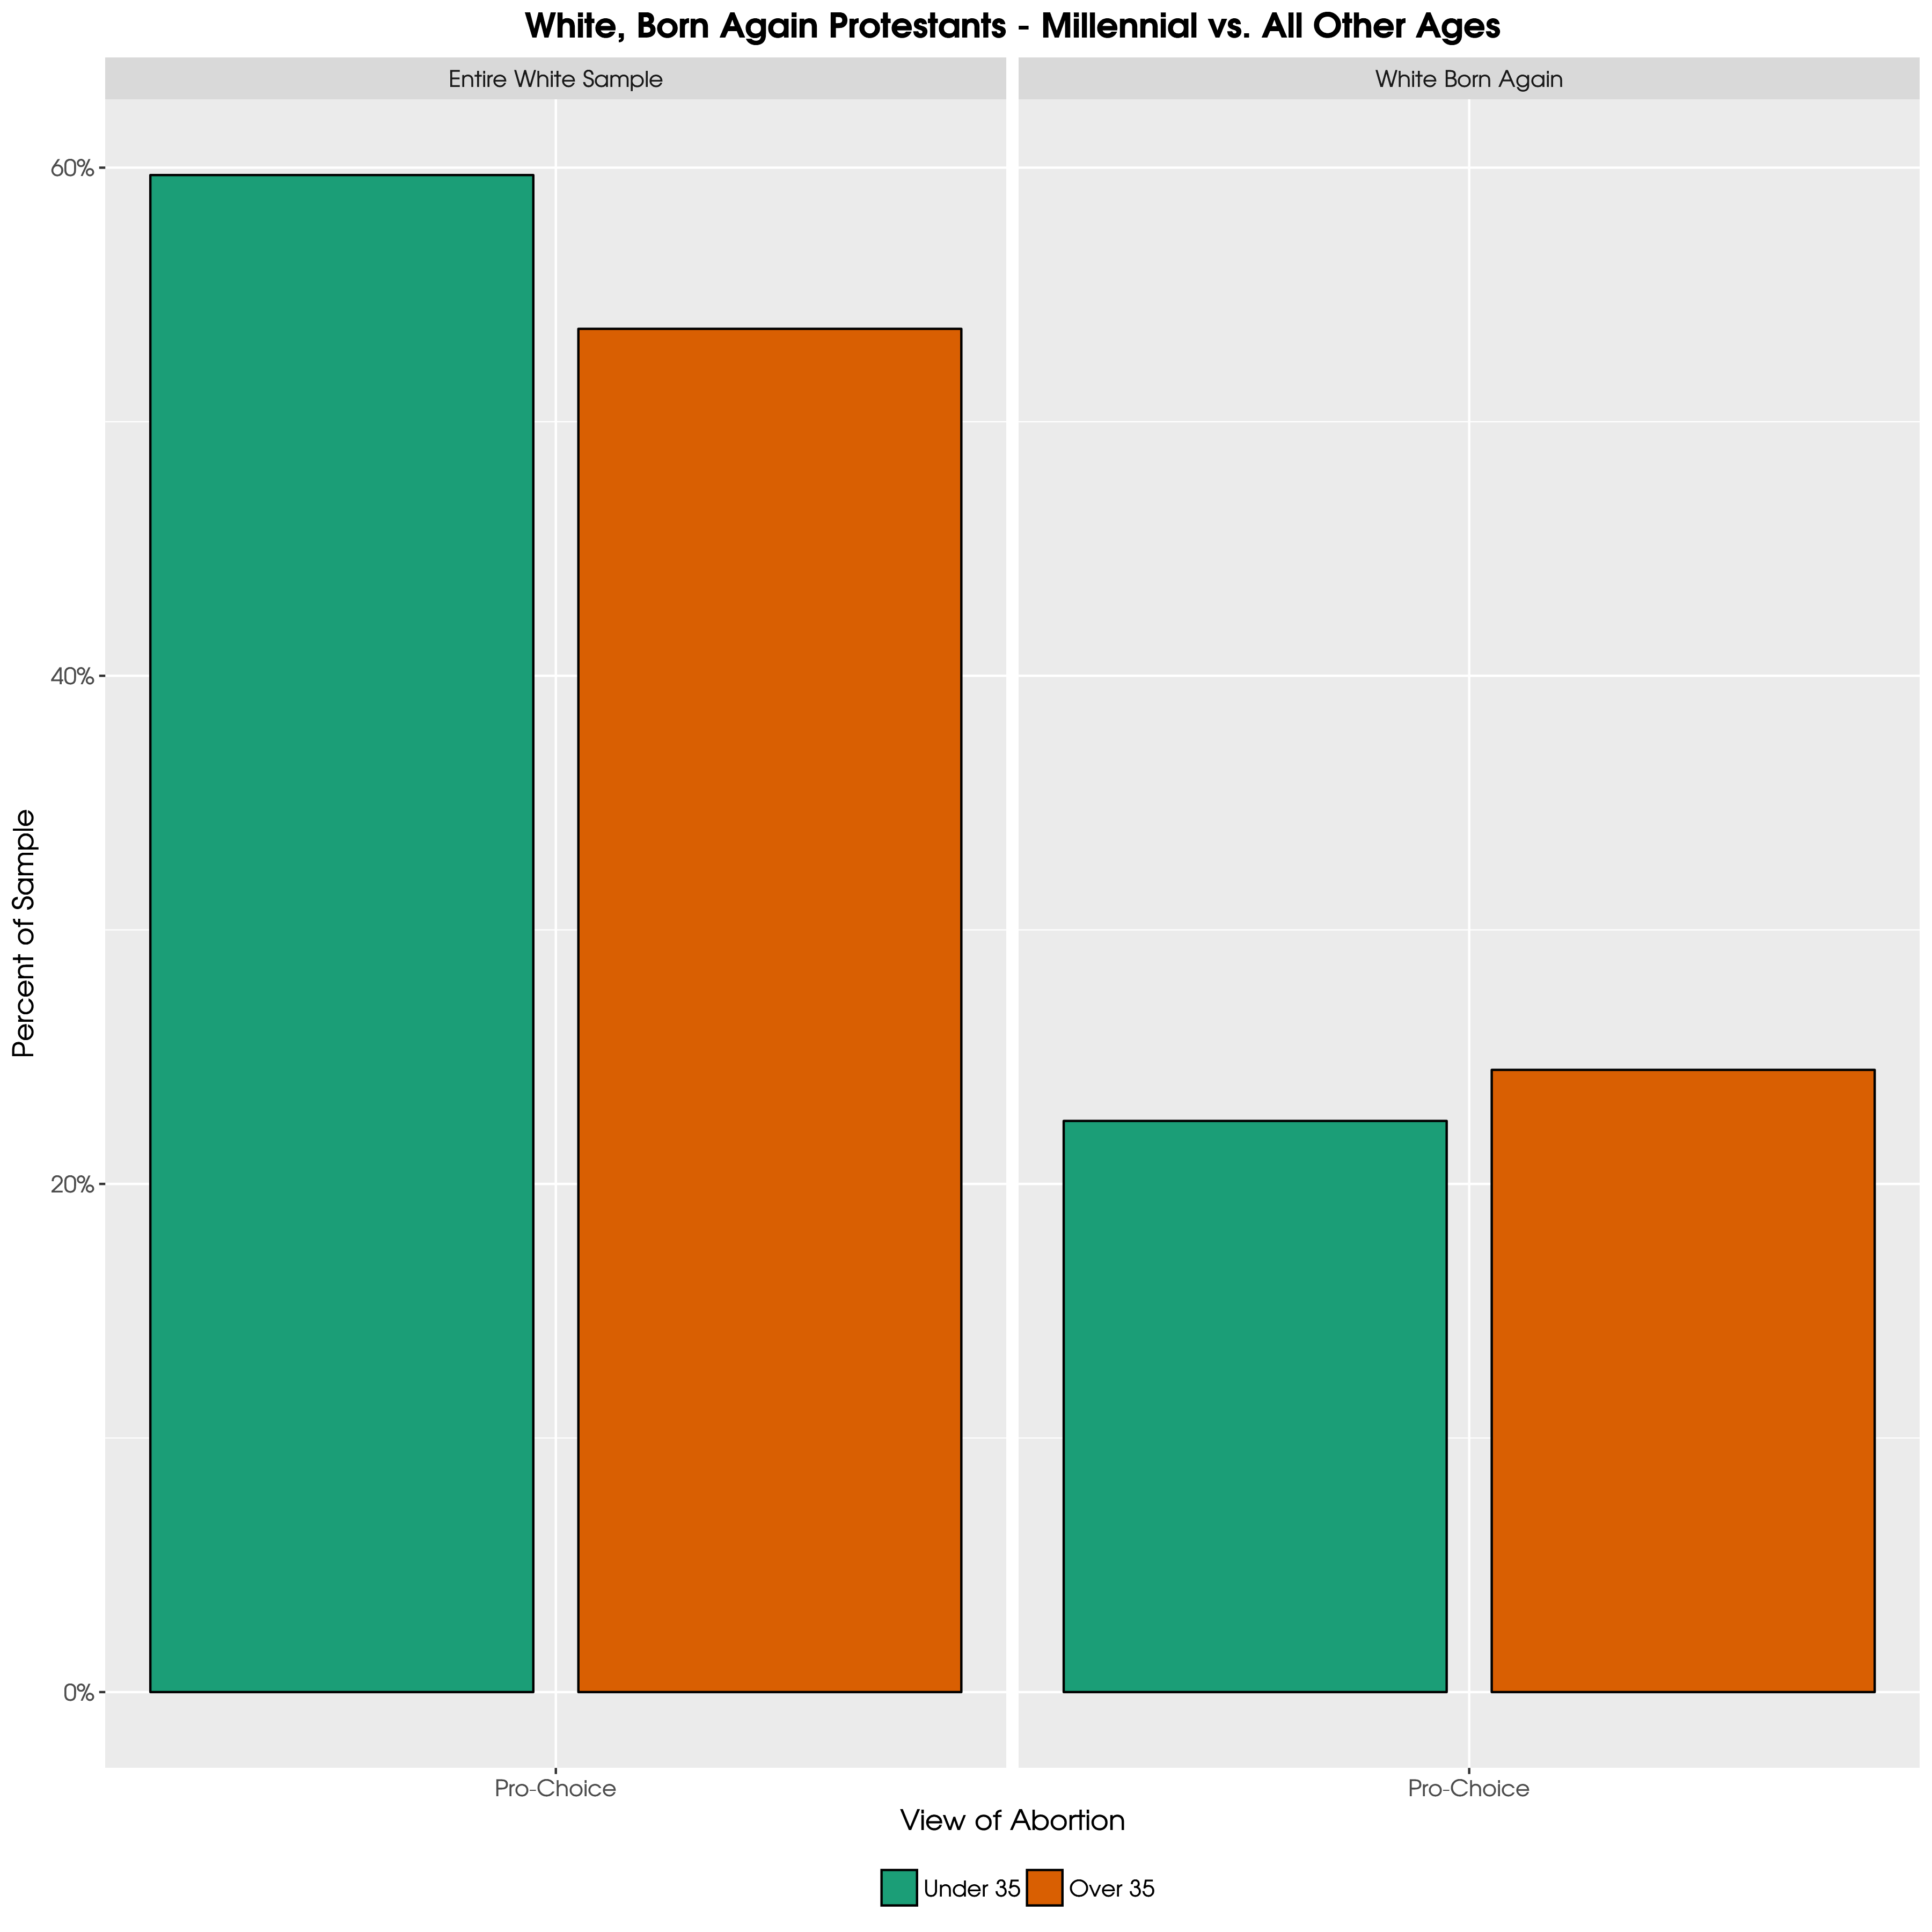 White, Born Again Protestants - Millennial vs. All Other Ages
Entire White Sample
White Born Again
60%
40%
20%
0%
Percent of Sample
Pro-Choice
Pro-Choice
View of Abortion
Under 35
Over 35